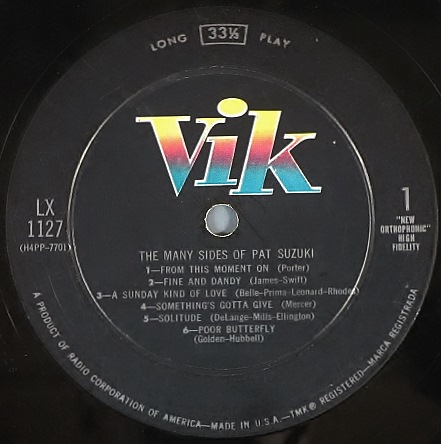 LONG 33⅓ PLAY
Vik
LX
1127
(H4PP-7701)
1
"NEW
ORTHOPHONIC"
HIGH
FIDELITY
THE MANY SIDES OF PAT SUZUKI
1—FROM THIS MOMENT ON (Porter)
2—FINE AND DANDY (James-Swift)
3—A SUNDAY KIND OF LOVE (Belle-Prima-Leonard-Rhodes)
4—SOMETHING'S GOTTA GIVE (Mercer)
5—SOLITUDE (DeLange-Mills-Ellington)
6—POOR BUTTERFLY
(Golden-Hubbell)
A PRODUCT OF RADIO CORPORATION OF AMERICA—MADE IN U.S.A.—TMK® REGISTERED—MARCA REGISTRADA